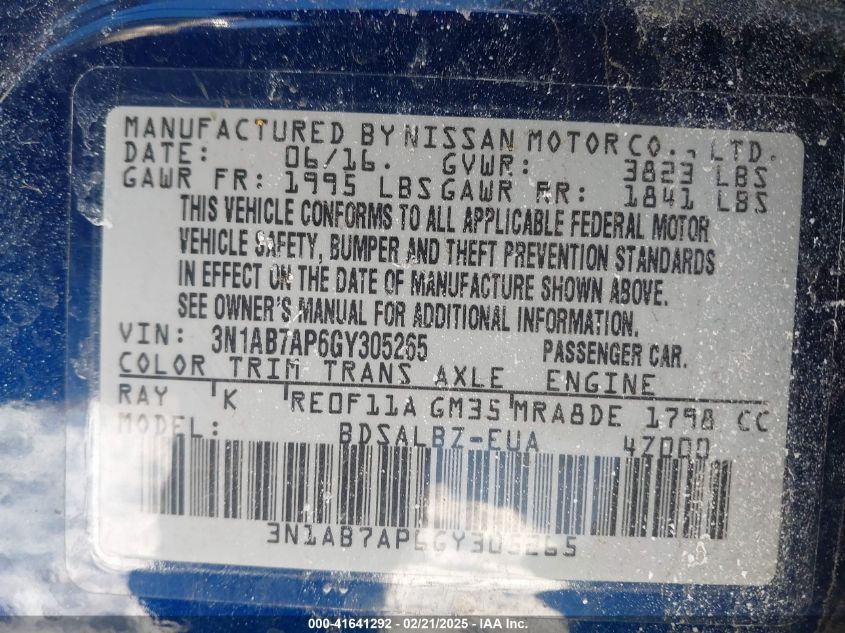 MANUFACTURED BY NISSAN MOTOR CO., LTD.
DATE: 06/16. GVWR: 3823 LBS
GAWR FR: 1995 LBS GAWR RR: 1841 LBS
THIS VEHICLE CONFORMS TO ALL APPLICABLE FEDERAL MOTOR
VEHICLE SAFETY, BUMPER AND THEFT PREVENTION STANDARDS
IN EFFECT ON THE DATE OF MANUFACTURE SHOWN ABOVE.
SEE OWNER'S MANUAL FOR ADDITIONAL INFORMATION.
VIN: 3N1AB7AP6GY305265 PASSENGER CAR.
COLOR TRIM TRANS AXLE ENGINE
RAY K RE0F11A GM35 MRA8DE 1798 CC
MODEL: BDSALBZ-EUA 4Z000
3N1AB7AP6GY305265
000-41641292 - 02/21/2025 - IAA Inc.